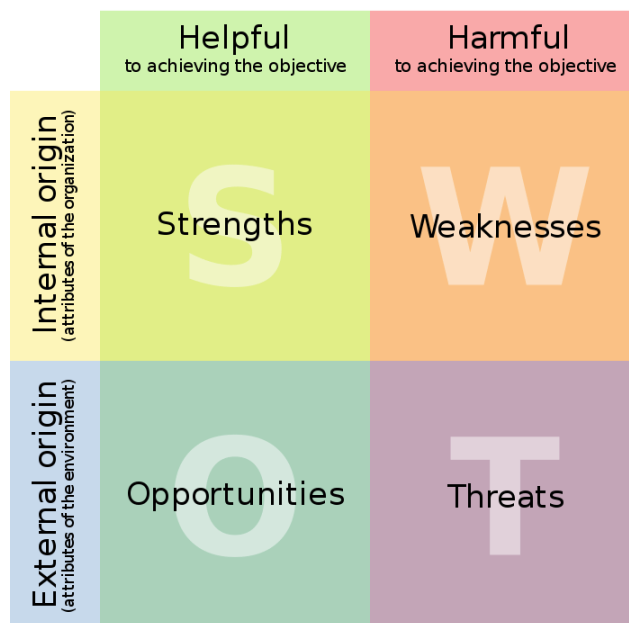 Helpful
to achieving the objective
Harmful
to achieving the objective
Internal origin
(attributes of the organization)
S
Strengths
W
Weaknesses
External origin
(attributes of the environment)
O
Opportunities
T
Threats